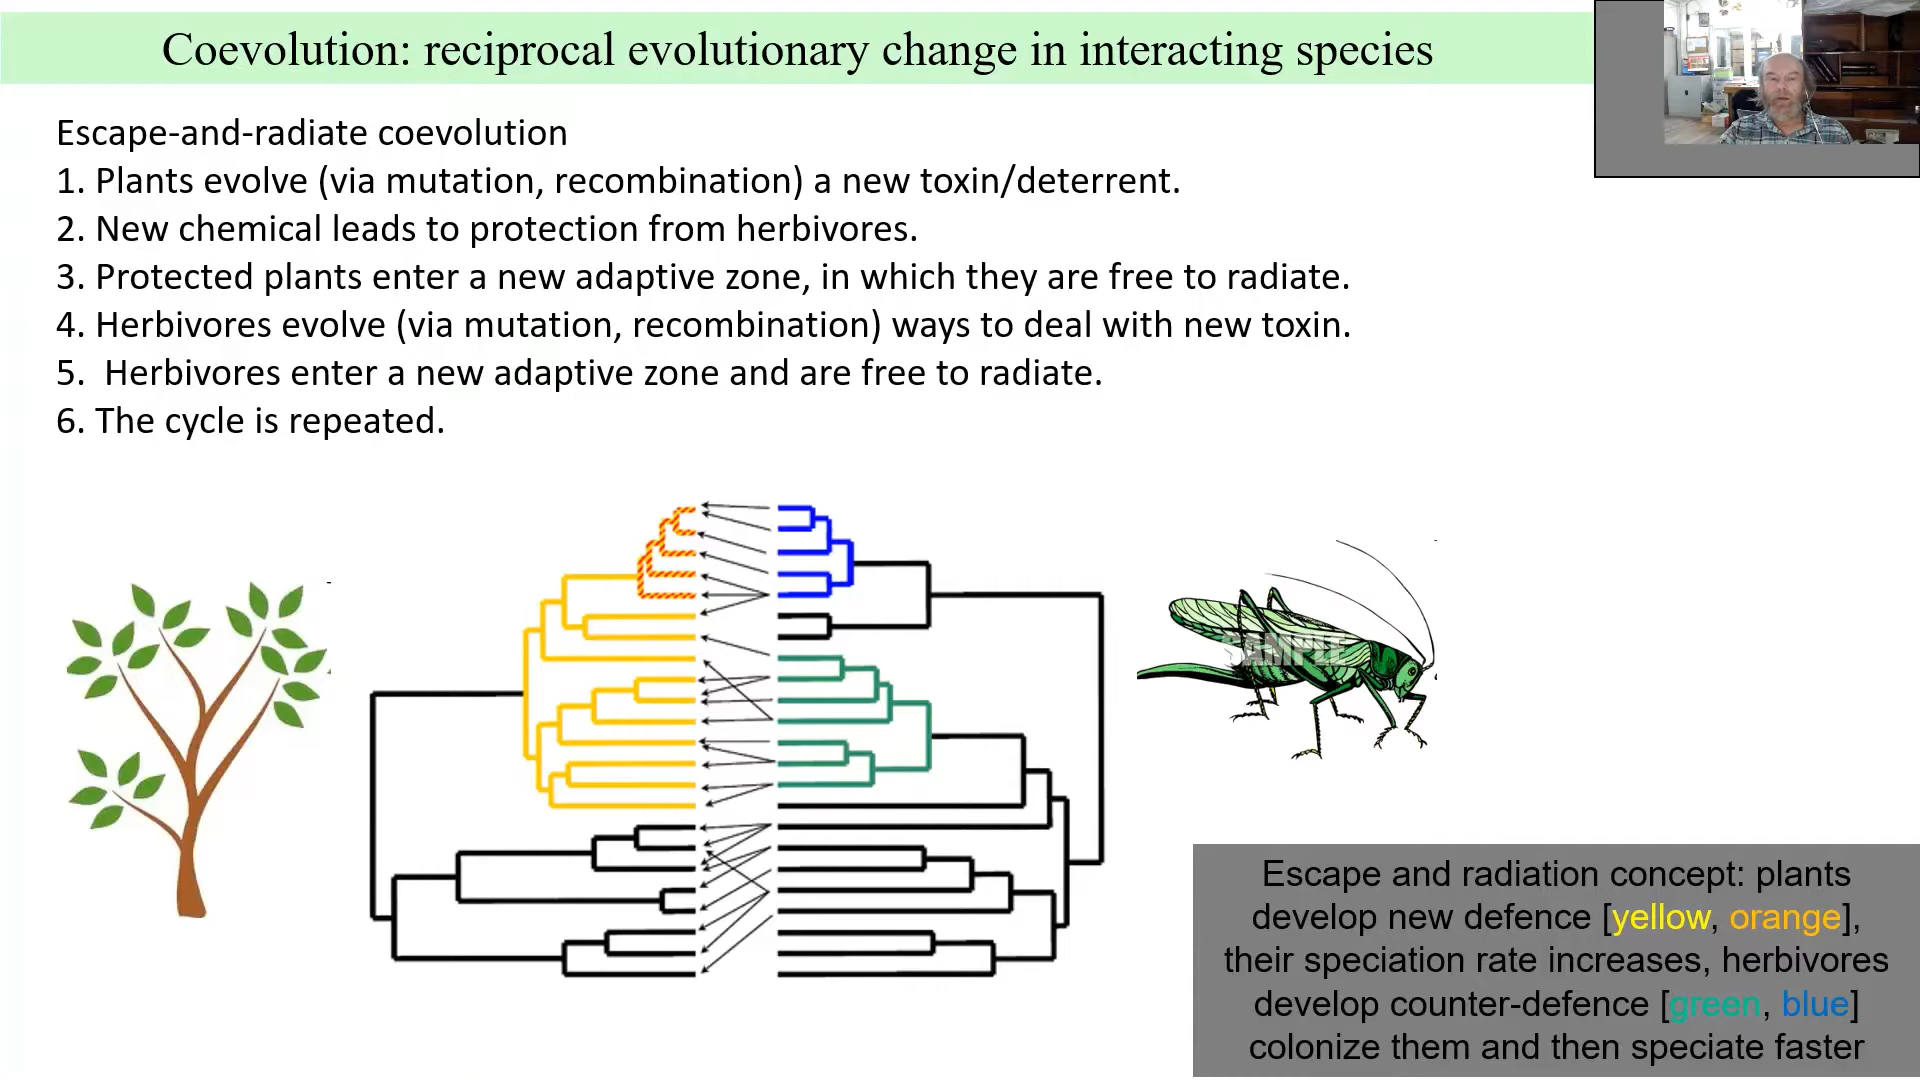 Coevolution: reciprocal evolutionary change in interacting species
Escape-and-radiate coevolution
1. Plants evolve (via mutation, recombination) a new toxin/deterrent.
2. New chemical leads to protection from herbivores.
3. Protected plants enter a new adaptive zone, in which they are free to radiate.
4. Herbivores evolve (via mutation, recombination) ways to deal with new toxin.
5.  Herbivores enter a new adaptive zone and are free to radiate.
6. The cycle is repeated.
SAMPLE
Escape and radiation concept: plants
develop new defence [yellow, orange],
their speciation rate increases, herbivores
develop counter-defence [green, blue]
colonize them and then speciate faster